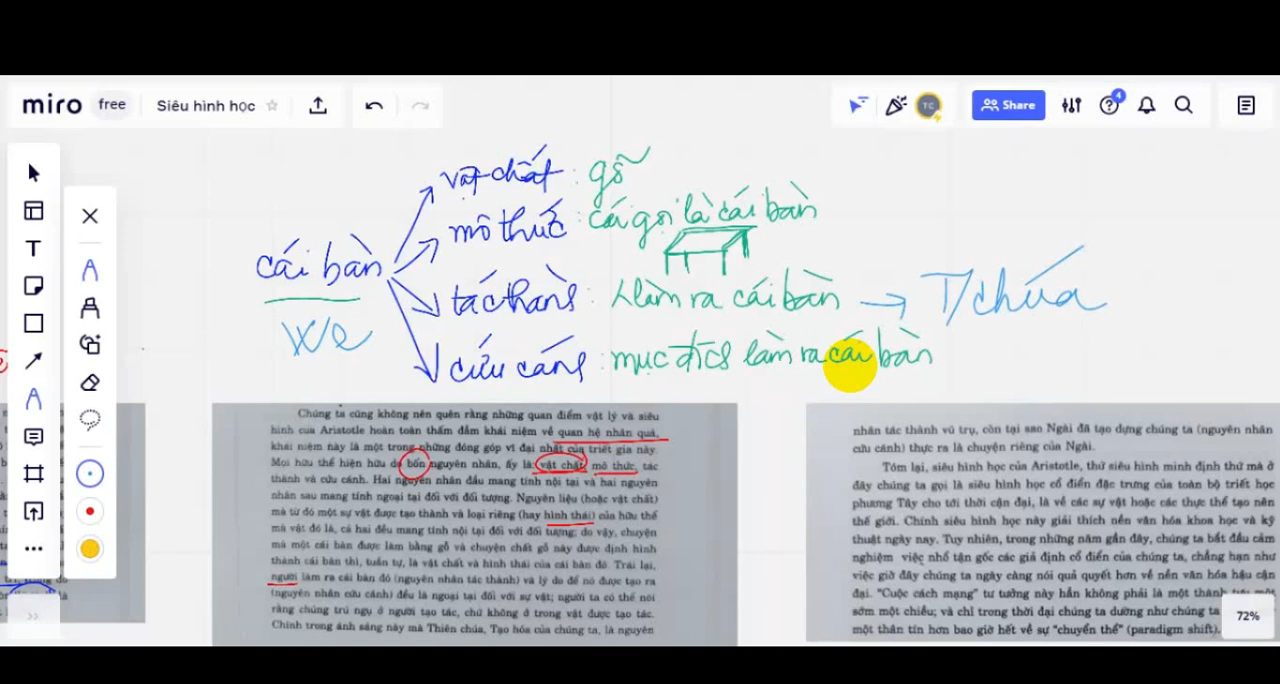 miro free Siêu hình học
Share 4
TC
T
vật chất : gỗ
mô thức : cái gọi là cái bàn
cái bàn
tác thành : làm ra cái bàn → T/chúa
We
cứu cánh : mục đích làm ra cái bàn
Chúng ta cũng không nên quên rằng những quan điểm vật lý và siêu
hình của Aristotle hoàn toàn thấm đẫm khái niệm về quan hệ nhân quả,
khái niệm này là một trong những đóng góp vĩ đại nhất của triết gia này.
Mọi hữu thể hiện hữu do bốn nguyên nhân, ấy là: vật chất, mô thức, tác
thành và cứu cánh. Hai nguyên nhân đầu mang tính nội tại và hai nguyên
nhân sau mang tính ngoại tại đối với đối tượng. Nguyên liệu (hoặc vật chất)
mà từ đó một sự vật được tạo thành và loại riêng (hay hình thái) của hữu thể
mà vật đó là, cả hai đều mang tính nội tại đối với đối tượng; do vậy, chuyện
mà một cái bàn được làm bằng gỗ và chuyện chất gỗ này được định hình
thành cái bàn thì, tuần tự, là vật chất và hình thái của cái bàn đó. Trái lại,
người làm ra cái bàn đó (nguyên nhân tác thành) và lý do để nó được tạo ra
(nguyên nhân cứu cánh) đều là ngoại tại đối với sự vật; người ta có thể nói
rằng chúng trú ngụ ở người tạo tác, chứ không ở trong vật được tạo tác.
Chính trong ánh sáng này mà Thiên chúa, Tạo hóa của chúng ta, là nguyên
nhân tác thành vũ trụ, còn tại sao Ngài đã tạo dựng chúng ta (nguyên nhân
cứu cánh) thực ra là chuyện riêng của Ngài.
Tóm lại, siêu hình học của Aristotle, thứ siêu hình minh định thứ mà ở
đây chúng ta gọi là siêu hình học cổ điển đặc trưng của toàn bộ triết học
phương Tây cho tới thời cận đại, là về các sự vật hoặc các thực thể tạo nên
thế giới. Chính siêu hình học này giải thích nền văn hóa khoa học và kỹ
thuật ngày nay. Tuy nhiên, trong những năm gần đây, chúng ta bắt đầu cảm
nghiệm việc nhổ tận gốc các giả định cổ điển của chúng ta, chẳng hạn như
việc giờ đây chúng ta ngày càng nói quả quyết hơn về nền văn hóa hậu cận
đại. "Cuộc cách mạng" tư tưởng này hẳn không phải là một thành
sớm một chiều; và chỉ trong thời đại chúng ta dường như chúng ta
một thân tín hơn bao giờ hết về sự "chuyển thể" (paradigm shift).
72%